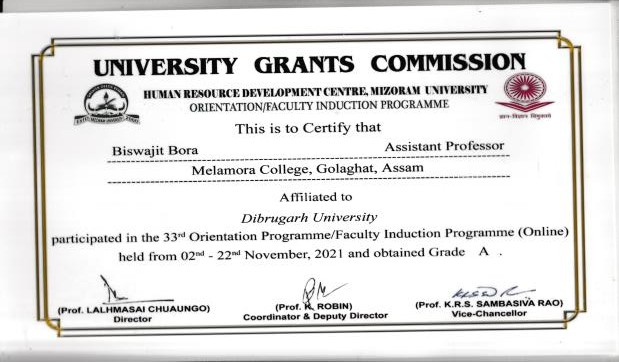 UNIVERSITY GRANTS COMMISSION
HUMAN RESOURCE DEVELOPMENT CENTRE, MIZORAM UNIVERSITY
ORIENTATION/FACULTY INDUCTION PROGRAMME
ज्ञान-विज्ञान विमुक्तये
This is to Certify that
Biswajit Bora Assistant Professor
Melamora College, Golaghat, Assam
Affiliated to
Dibrugarh University
participated in the 33rd Orientation Programme/Faculty Induction Programme (Online)
held from 02nd - 22nd November, 2021 and obtained Grade A .
(Prof. LALHMASAI CHUAUNGO)
Director
(Prof. K. ROBIN)
Coordinator & Deputy Director
(Prof. K.R.S. SAMBASIVA RAO)
Vice-Chancellor